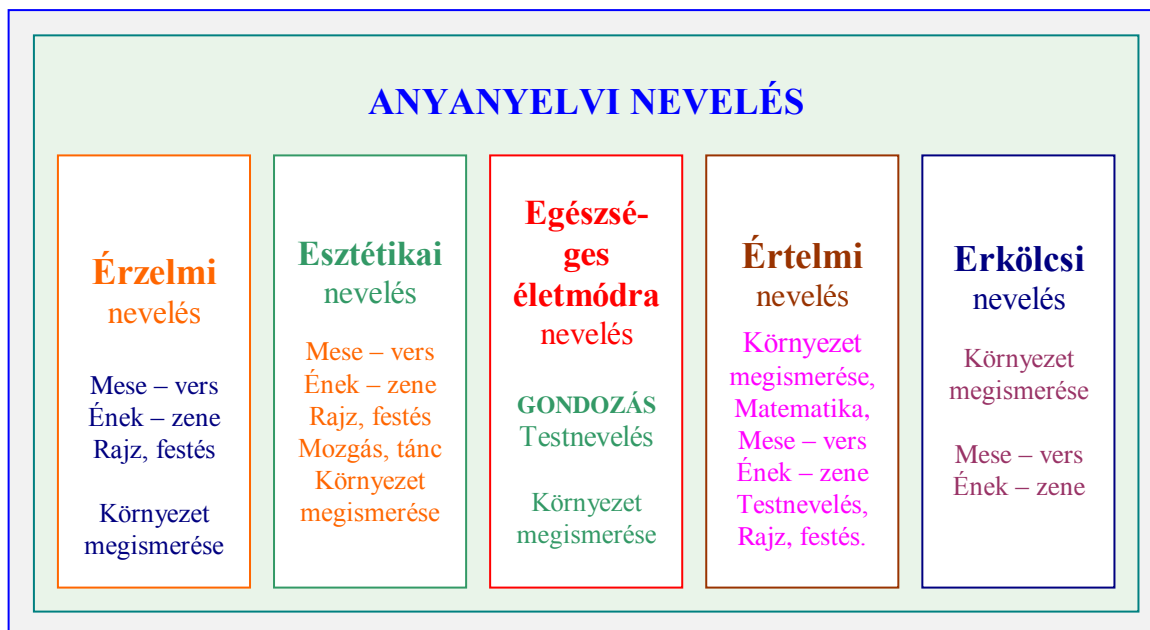 ANYANYELVI NEVELÉS
Érzelmi
nevelés
Mese – vers
Ének – zene
Rajz, festés
Környezet
megismerése
Esztétikai
nevelés
Mese – vers
Ének – zene
Rajz, festés
Mozgás, tánc
Környezet
megismerése
Egészsé-
ges
életmódra
nevelés
GONDOZÁS
Testnevelés
Környezet
megismerése
Értelmi
nevelés
Környezet
megismerése,
Matematika,
Mese – vers
Ének – zene
Testnevelés,
Rajz, festés.
Erkölcsi
nevelés
Környezet
megismerése
Mese – vers
Ének – zene